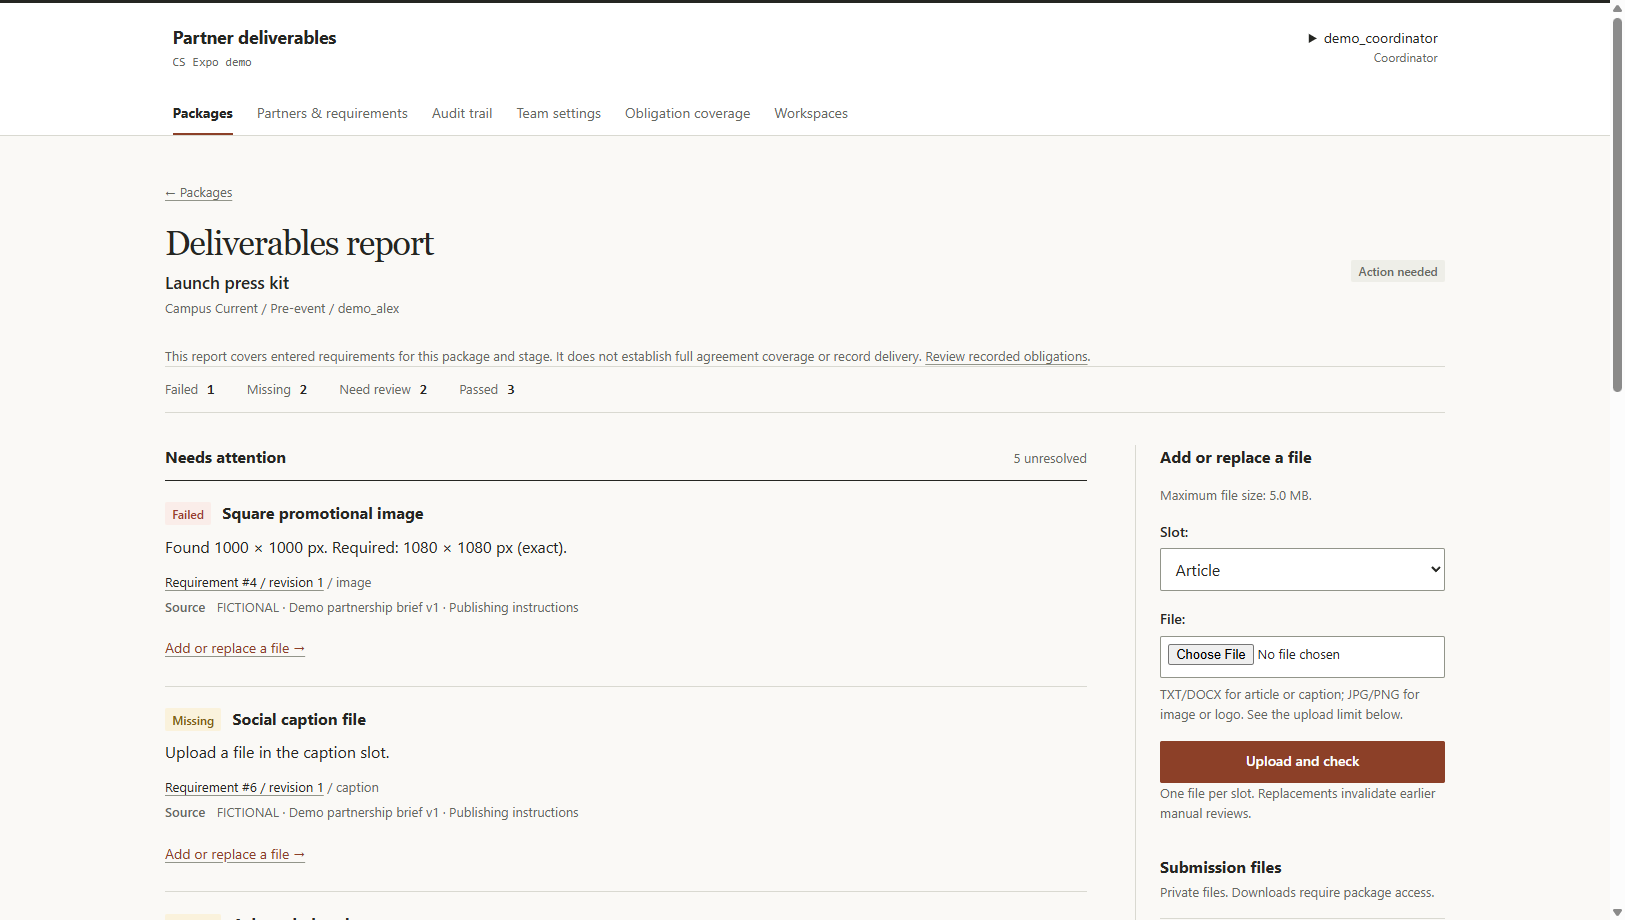 Partner deliverables
CS Expo demo
▶ demo_coordinator
Coordinator
Packages
Partners & requirements
Audit trail
Team settings
Obligation coverage
Workspaces
← Packages
Deliverables report
Launch press kit
Campus Current / Pre-event / demo_alex
Action needed
This report covers entered requirements for this package and stage. It does not establish full agreement coverage or record delivery. Review recorded obligations.
Failed 1
Missing 2
Need review 2
Passed 3
Needs attention
5 unresolved
Failed Square promotional image
Found 1000 × 1000 px. Required: 1080 × 1080 px (exact).
Requirement #4 / revision 1 / image
Source FICTIONAL · Demo partnership brief v1 · Publishing instructions
Add or replace a file →
Missing Social caption file
Upload a file in the caption slot.
Requirement #6 / revision 1 / caption
Source FICTIONAL · Demo partnership brief v1 · Publishing instructions
Add or replace a file →
Add or replace a file
Maximum file size: 5.0 MB.
Slot:
Article
File:
Choose File No file chosen
TXT/DOCX for article or caption; JPG/PNG for
image or logo. See the upload limit below.
Upload and check
One file per slot. Replacements invalidate earlier
manual reviews.
Submission files
Private files. Downloads require package access.